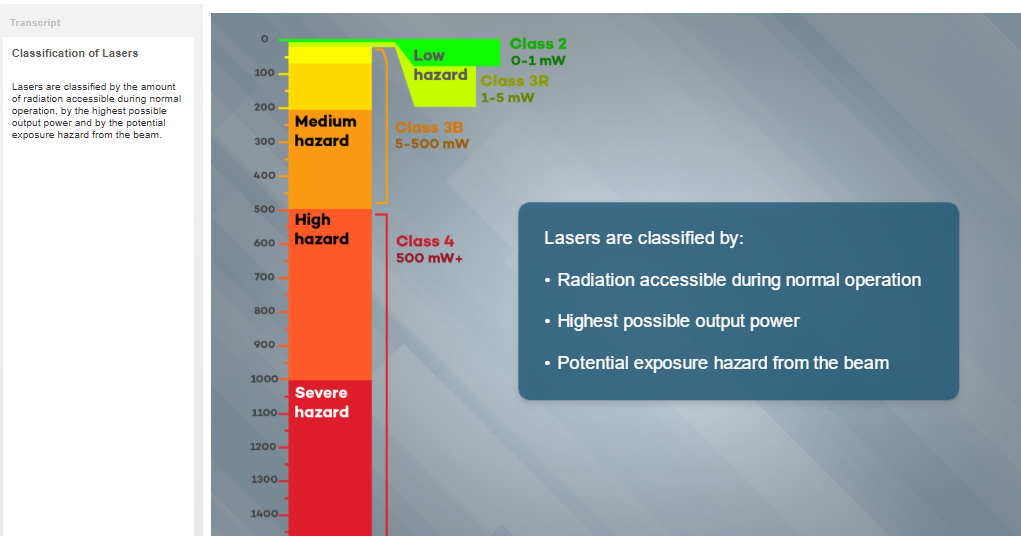 Transcript
Classification of Lasers
Lasers are classified by the amount
of radiation accessible during normal
operation, by the highest possible
output power and by the potential
exposure hazard from the beam.
0
100
200
300
400
500
600
700
800
900
1000
1100
1200
1300
1400
Low
hazard
Class 2
0-1 mW
Class 3R
1-5 mW
Medium
hazard
Class 3B
5-500 mW
High
hazard
Class 4
500 mW+
Severe
hazard
Lasers are classified by:
• Radiation accessible during normal operation
• Highest possible output power
• Potential exposure hazard from the beam